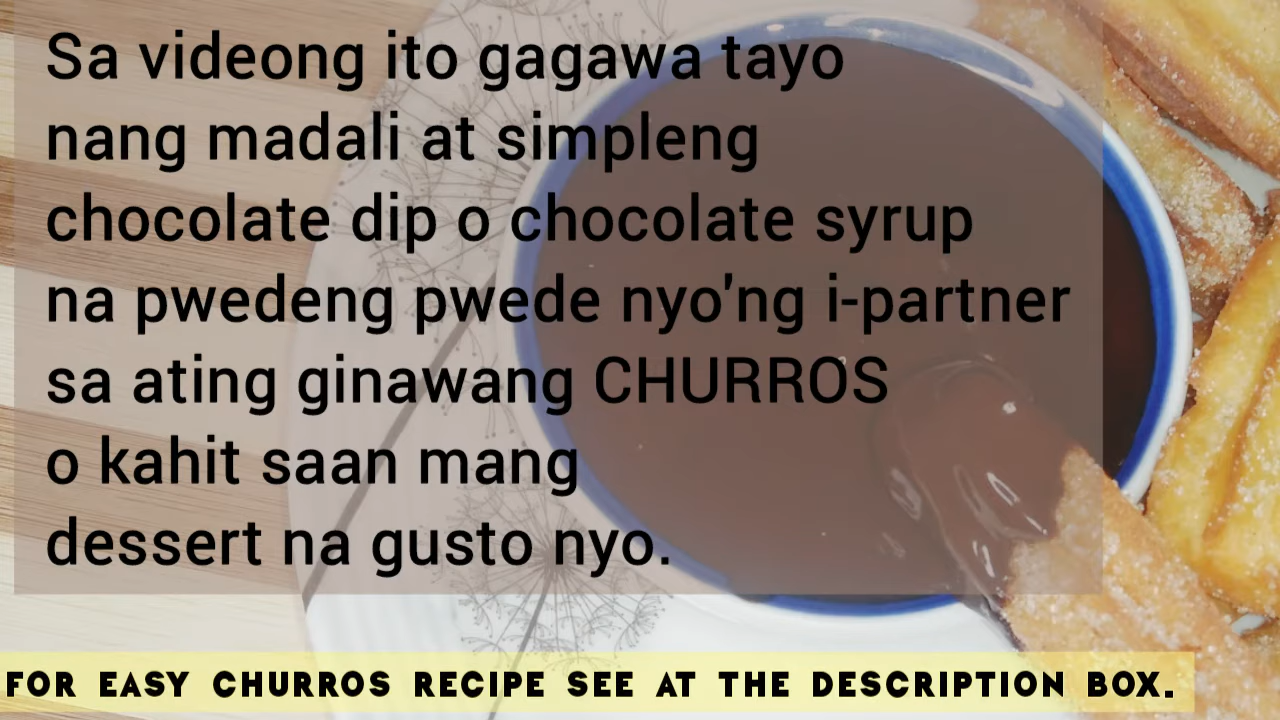 Sa videong ito gagawa tayo
nang madali at simpleng
chocolate dip o chocolate syrup
na pwedeng pwede nyo'ng i-partner
sa ating ginawang CHURROS
o kahit saan mang
dessert na gusto nyo.
FOR EASY CHURROS RECIPE SEE AT THE DESCRIPTION BOX.